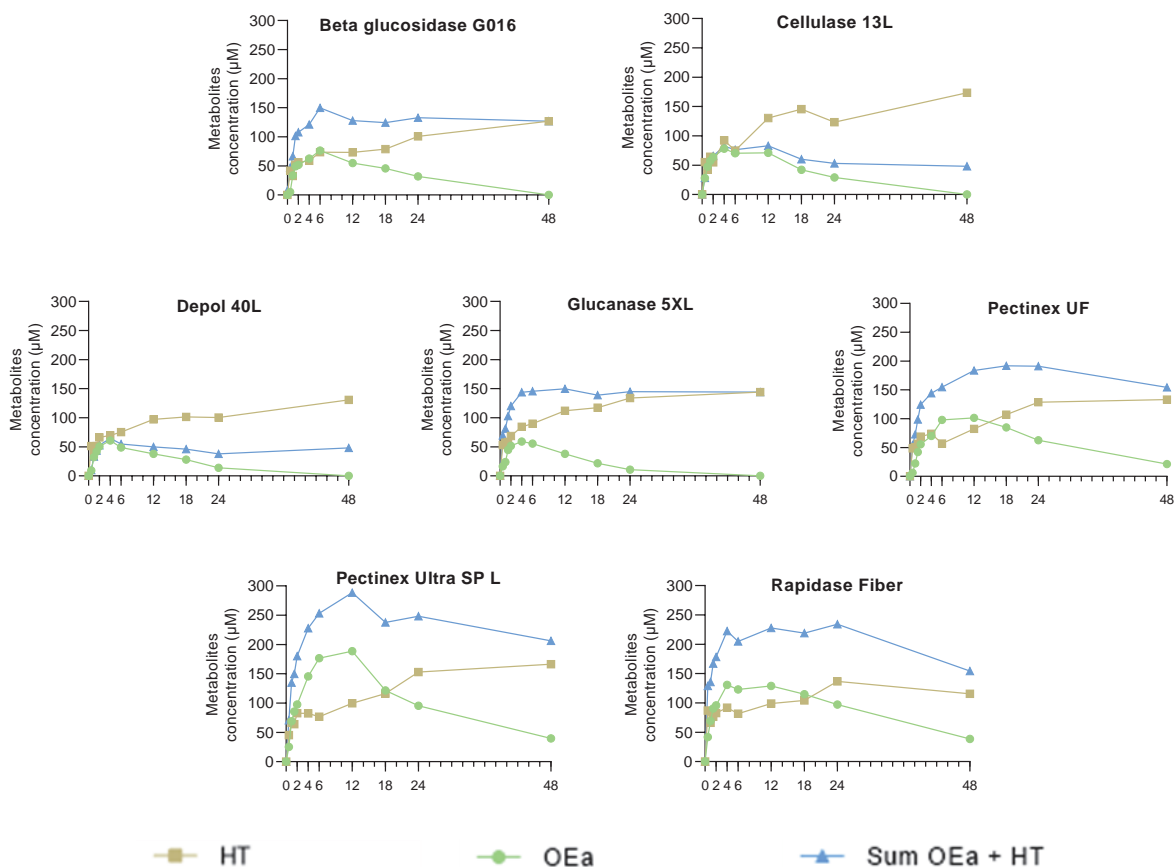 Beta glucosidase G016
Metabolites
concentration (µM)
300
250
200
150
100
50
0
0 2 4 6 12 18 24 48
Cellulase 13L
Metabolites
concentration (µM)
300
250
200
150
100
50
0
0 2 4 6 12 18 24 48
Depol 40L
Metabolites
concentration (µM)
300
250
200
150
100
50
0
0 2 4 6 12 18 24 48
Glucanase 5XL
Metabolites
concentration (µM)
300
250
200
150
100
50
0
0 2 4 6 12 18 24 48
Pectinex UF
Metabolites
concentration (µM)
300
250
200
150
100
50
0
0 2 4 6 12 18 24 48
Pectinex Ultra SP L
Metabolites
concentration (µM)
300
250
200
150
100
50
0
0 2 4 6 12 18 24 48
Rapidase Fiber
Metabolites
concentration (µM)
300
250
200
150
100
50
0
0 2 4 6 12 18 24 48
HT OEa Sum OEa + HT